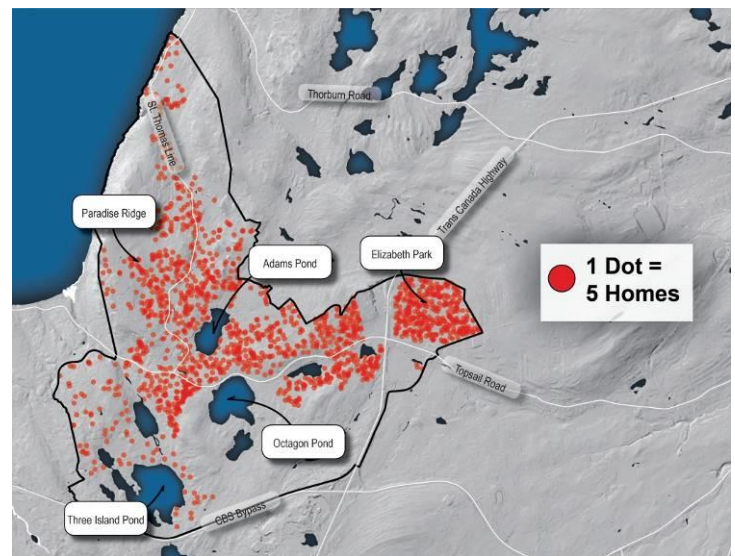 Thorburn Road
St. Thomas Line
Trans Canada Highway
Paradise Ridge
Adams Pond
Elizabeth Park
1 Dot =
5 Homes
Topsail Road
Octagon Pond
Three Island Pond
CBS Bypass